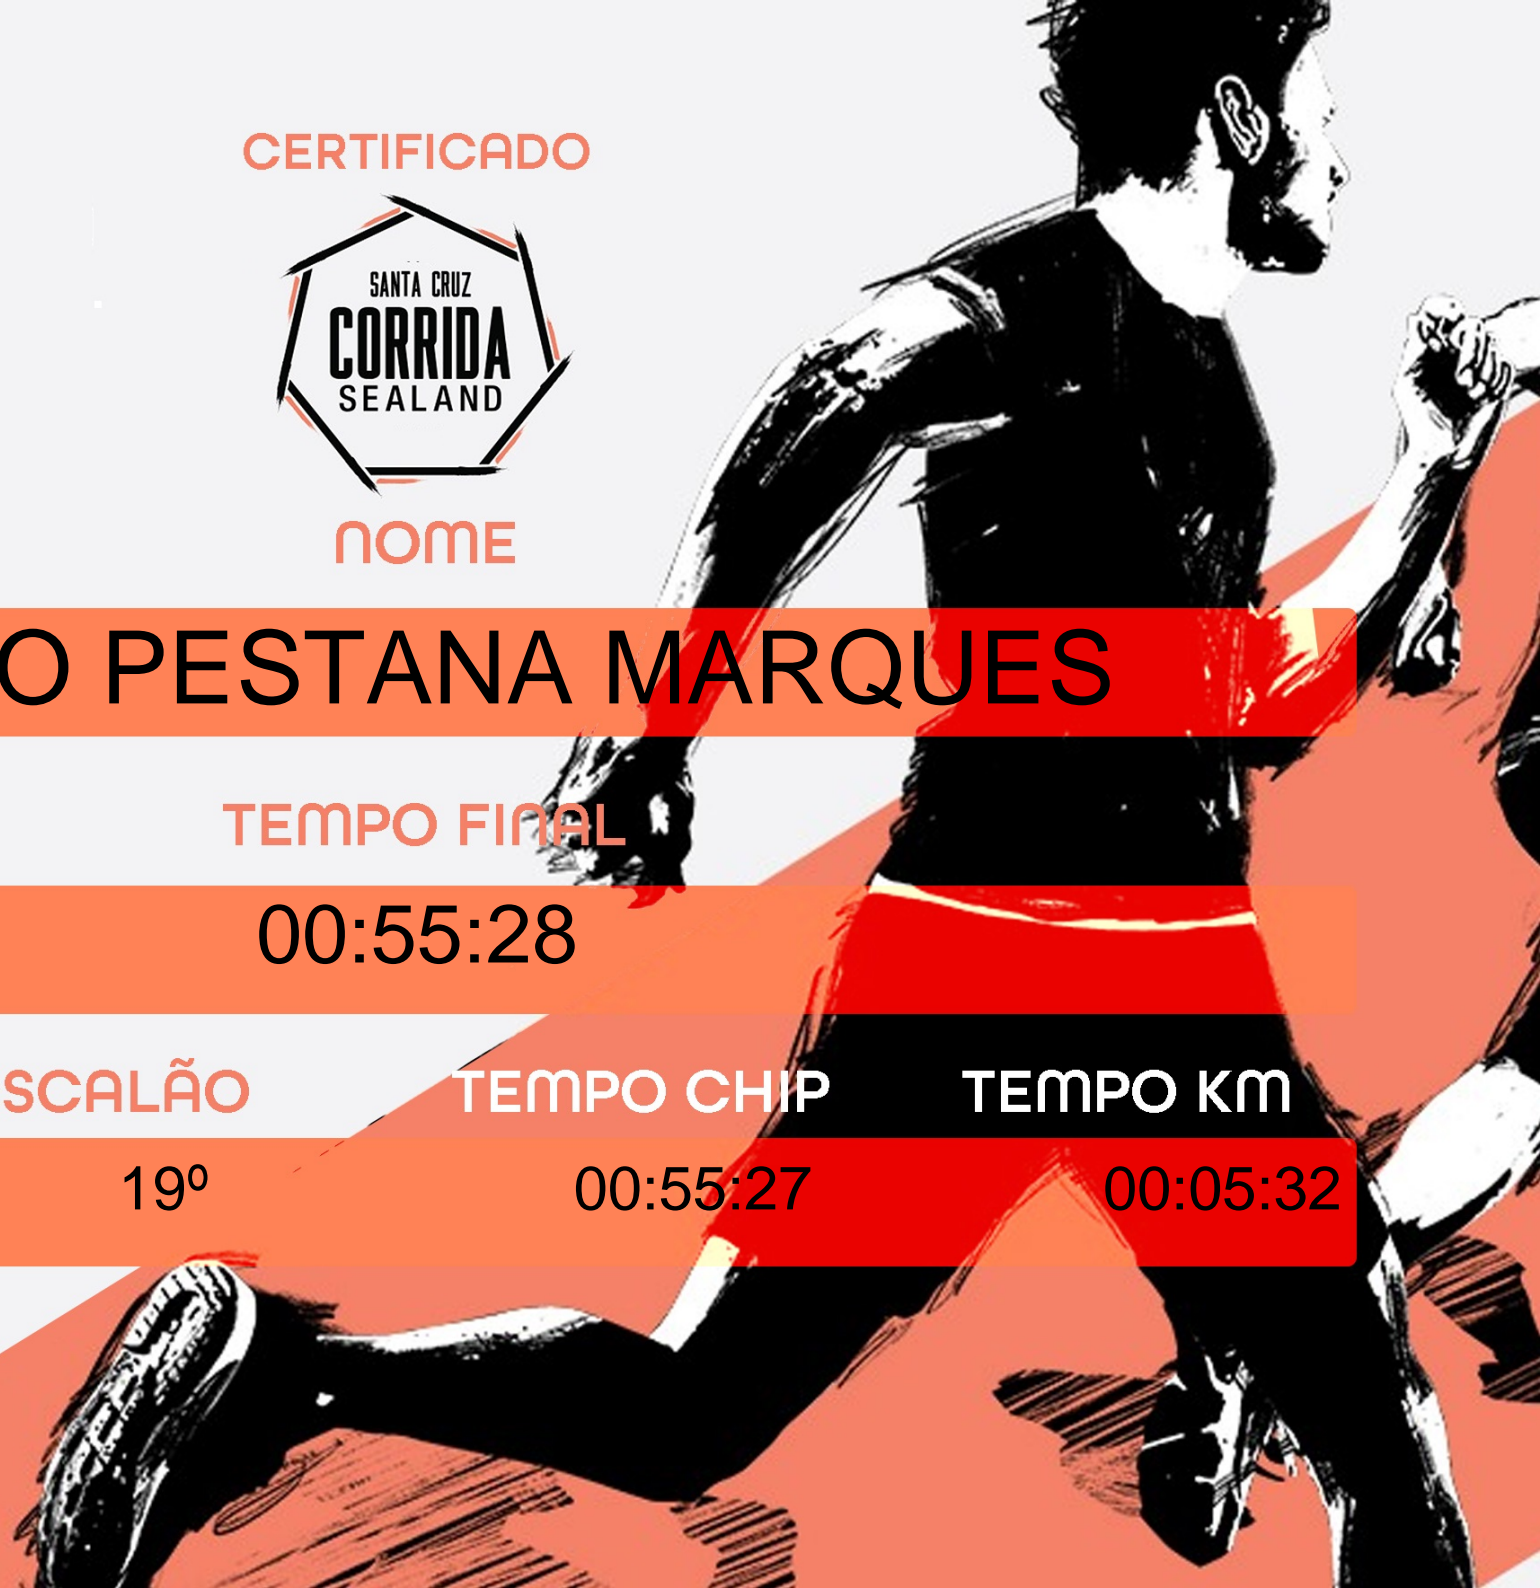 CERTIFICADO
SANTA CRUZ
CORRIDA
SEALAND
NOME
O PESTANA MARQUES
TEMPO FINAL
00:55:28
SCALÃO TEMPO CHIP TEMPO KM
19º 00:55:27 00:05:32